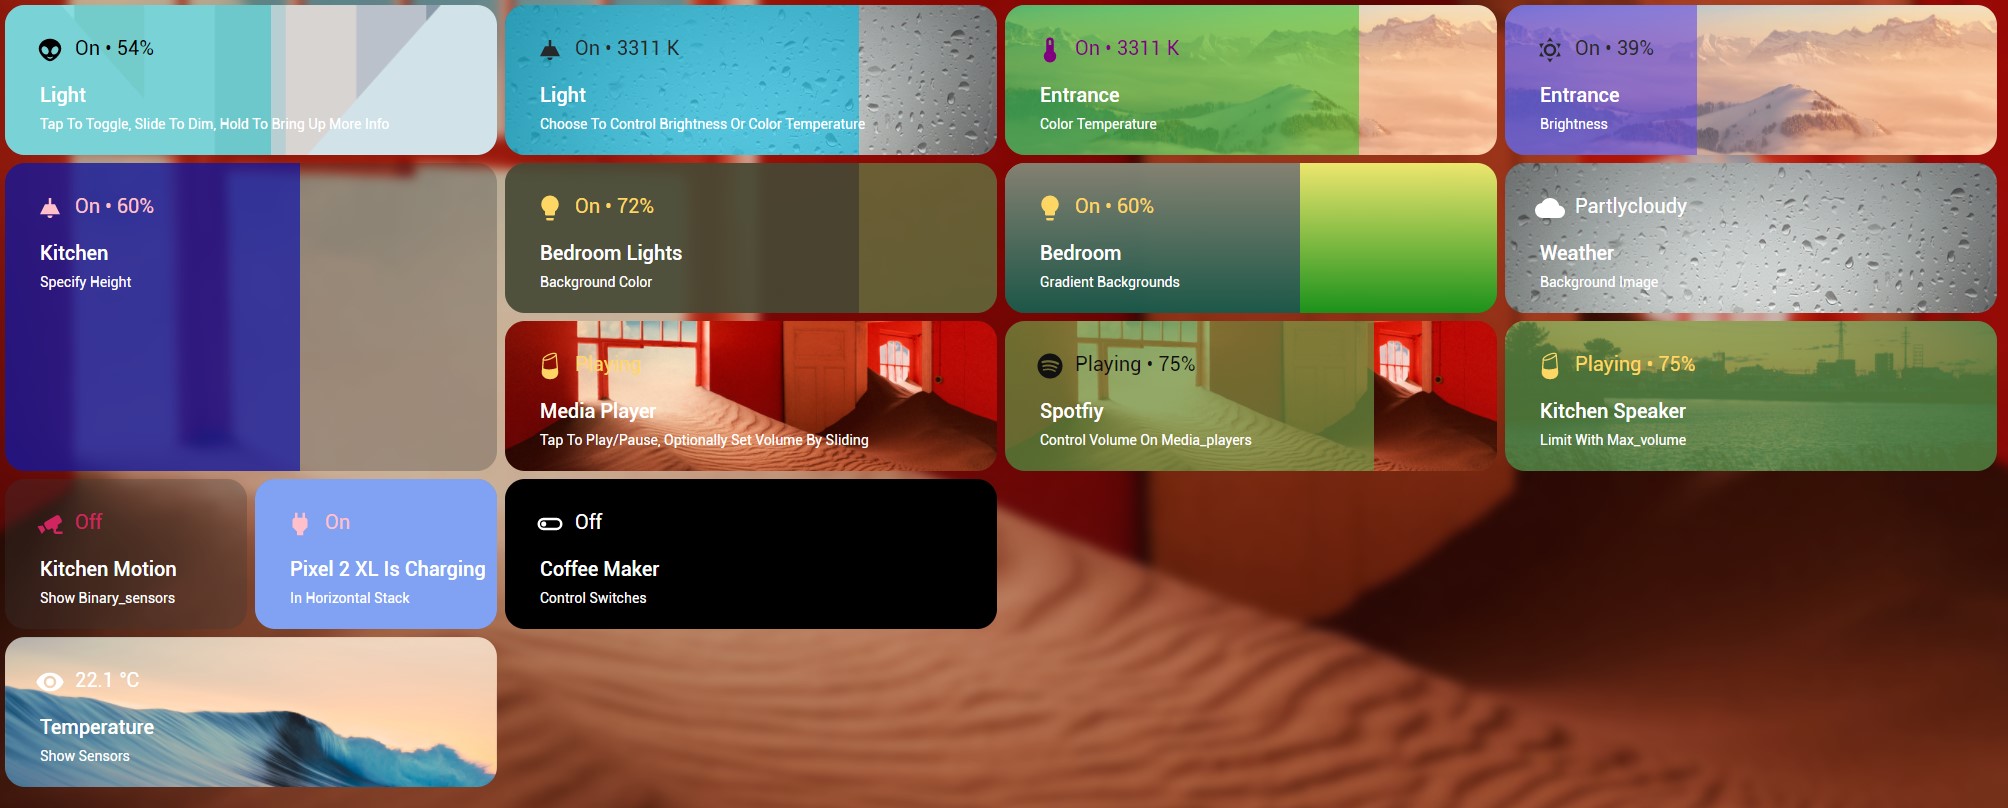 On • 54%
Light
Tap To Toggle, Slide To Dim, Hold To Bring Up More Info
On • 3311 K
Light
Choose To Control Brightness Or Color Temperature
On • 3311 K
Entrance
Color Temperature
On • 39%
Entrance
Brightness
On • 60%
Kitchen
Specify Height
On • 72%
Bedroom Lights
Background Color
On • 60%
Bedroom
Gradient Backgrounds
Partlycloudy
Weather
Background Image
Playing
Media Player
Tap To Play/Pause, Optionally Set Volume By Sliding
Playing • 75%
Spotfiy
Control Volume On Media_players
Playing • 75%
Kitchen Speaker
Limit With Max_volume
Off
Kitchen Motion
Show Binary_sensors
On
Pixel 2 XL Is Charging
In Horizontal Stack
Off
Coffee Maker
Control Switches
22.1 °C
Temperature
Show Sensors